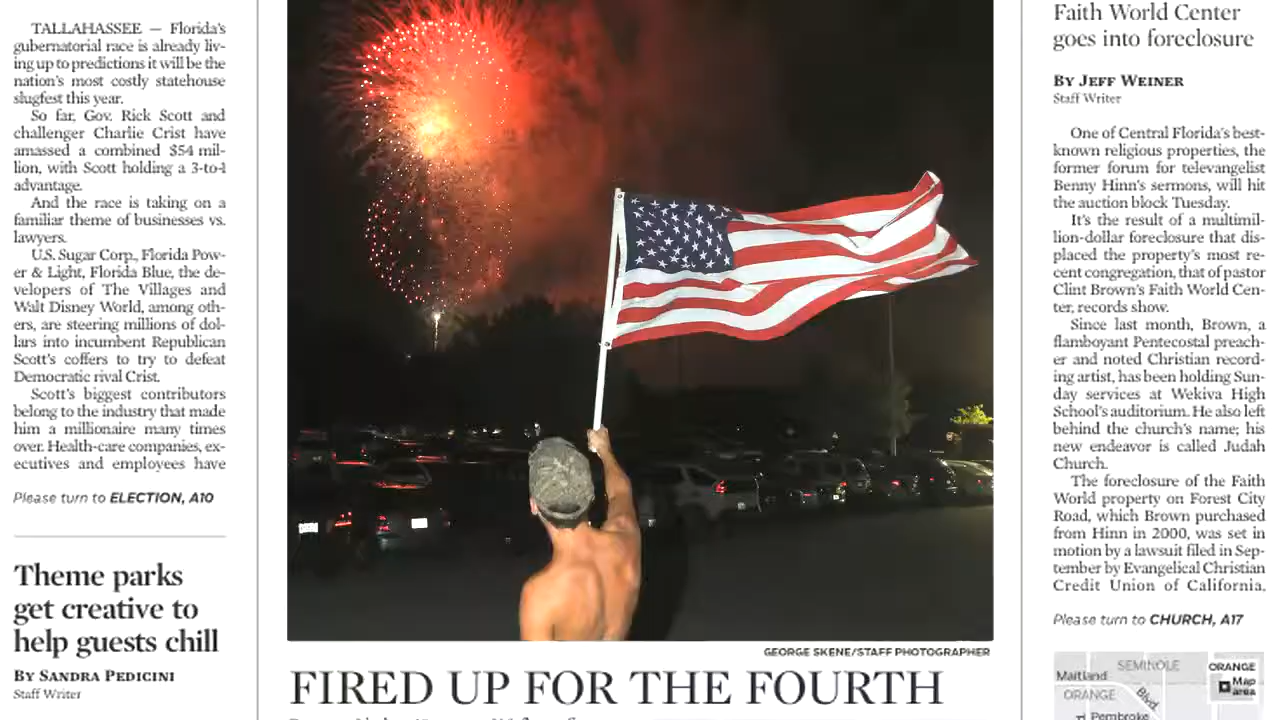 TALLAHASSEE — Florida's
gubernatorial race is already liv-
ing up to predictions it will be the
nation's most costly statehouse
slugfest this year.
So far, Gov. Rick Scott and
challenger Charlie Crist have
amassed a combined $54 mil-
lion, with Scott holding a 3-to-1
advantage.
And the race is taking on a
familiar theme of businesses vs.
lawyers.
U.S. Sugar Corp., Florida Pow-
er & Light, Florida Blue, the de-
velopers of The Villages and
Walt Disney World, among oth-
ers, are steering millions of dol-
lars into incumbent Republican
Scott's coffers to try to defeat
Democratic rival Crist.
Scott's biggest contributors
belong to the industry that made
him a millionaire many times
over. Health-care companies, ex-
ecutives and employees have
Please turn to ELECTION, A10
Theme parks
get creative to
help guests chill
BY SANDRA PEDICINI
Staff Writer
GEORGE SKENE/STAFF PHOTOGRAPHER
FIRED UP FOR THE FOURTH
Faith World Center
goes into foreclosure
BY JEFF WEINER
Staff Writer
One of Central Florida's best-
known religious properties, the
former forum for televangelist
Benny Hinn's sermons, will hit
the auction block Tuesday.
It's the result of a multimil-
lion-dollar foreclosure that dis-
placed the property's most re-
cent congregation, that of pastor
Clint Brown's Faith World Cen-
ter, records show.
Since last month, Brown, a
flamboyant Pentecostal preach-
er and noted Christian record-
ing artist, has been holding Sun-
day services at Wekiva High
School's auditorium. He also left
behind the church's name; his
new endeavor is called Judah
Church.
The foreclosure of the Faith
World property on Forest City
Road, which Brown purchased
from Hinn in 2000, was set in
motion by a lawsuit filed in Sep-
tember by Evangelical Christian
Credit Union of California,
Please turn to CHURCH, A17
SEMINOLE
ORANGE
Maitland
Map
area
ORANGE
Blvd.
Pembroke